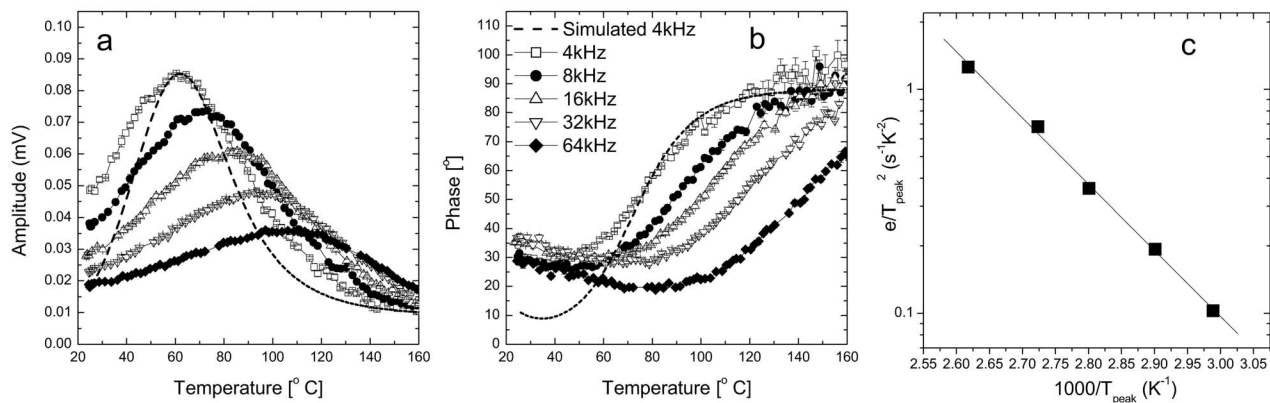 a
0.10
0.09
0.08
0.07
0.06
0.05
0.04
0.03
0.02
0.01
0.00
Amplitude (mV)
20 40 60 80 100 120 140 160
Temperature [° C]
b
Simulated 4kHz
4kHz
8kHz
16kHz
32kHz
64kHz
110
100
90
80
70
60
50
40
30
20
10
0
Phase [°]
20 40 60 80 100 120 140 160
Temperature [° C]
c
1
0.1
e/T_peak² (s⁻¹K⁻²)
2.55 2.60 2.65 2.70 2.75 2.80 2.85 2.90 2.95 3.00 3.05
1000/T_peak (K⁻¹)